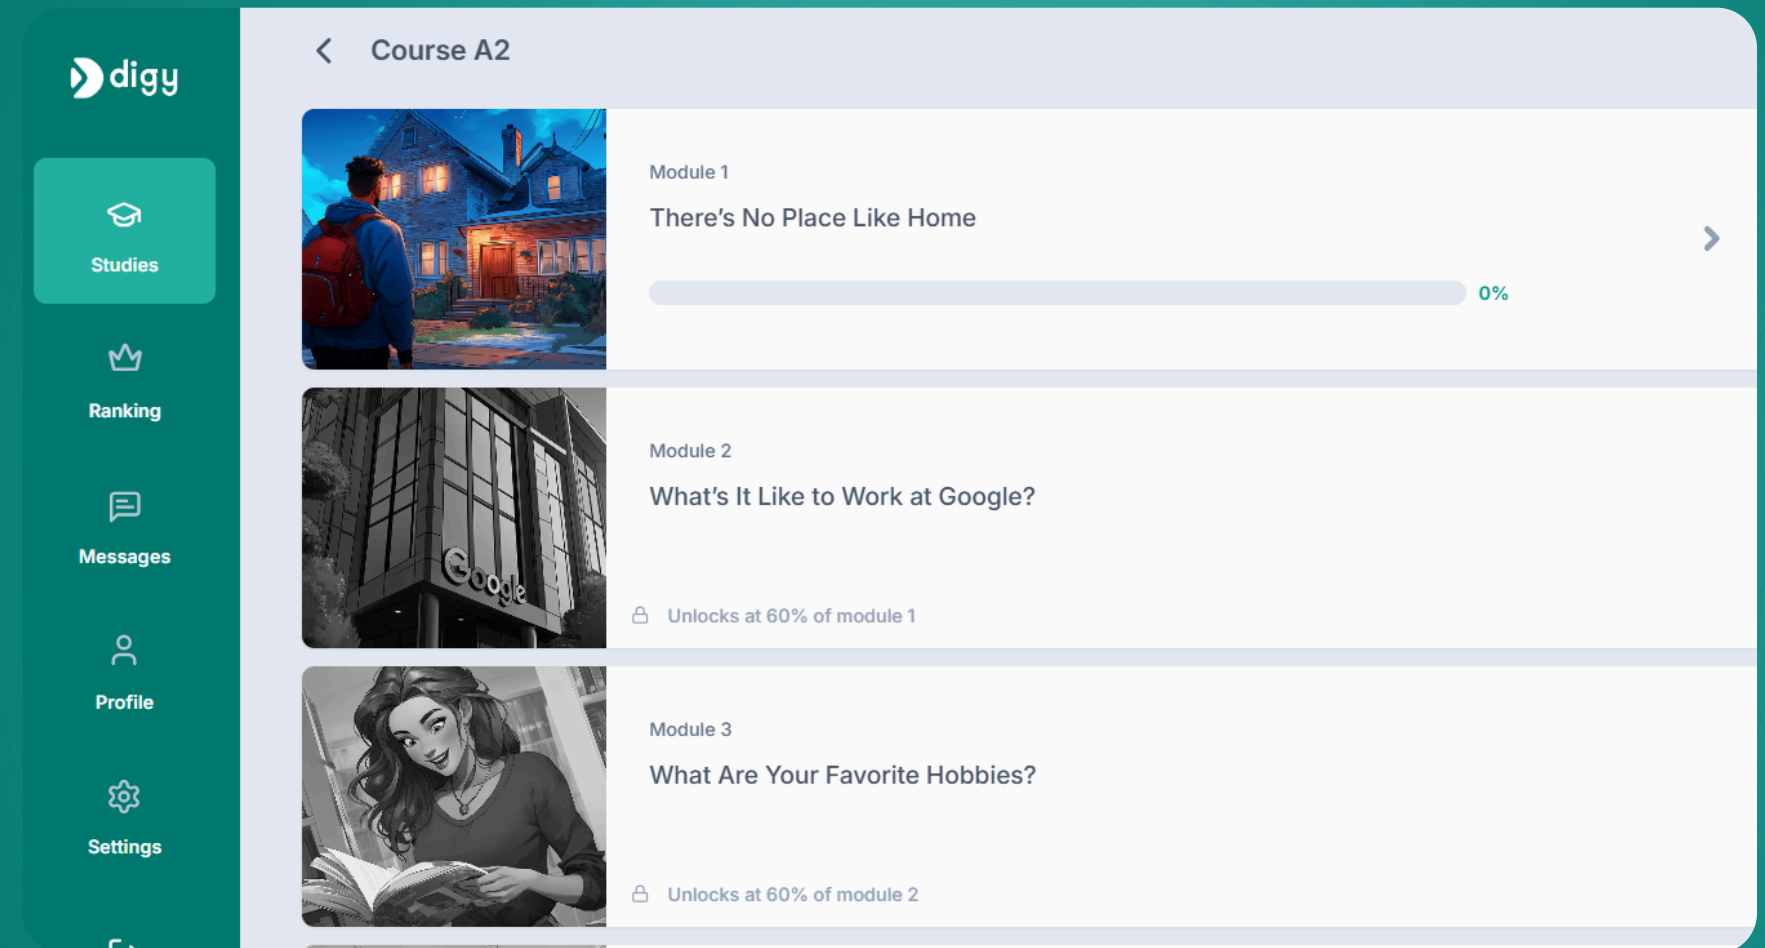 digy
Studies
Ranking
Messages
Profile
Settings
Course A2
Module 1
There’s No Place Like Home
0%
Module 2
What’s It Like to Work at Google?
Google
Unlocks at 60% of module 1
Module 3
What Are Your Favorite Hobbies?
Unlocks at 60% of module 2